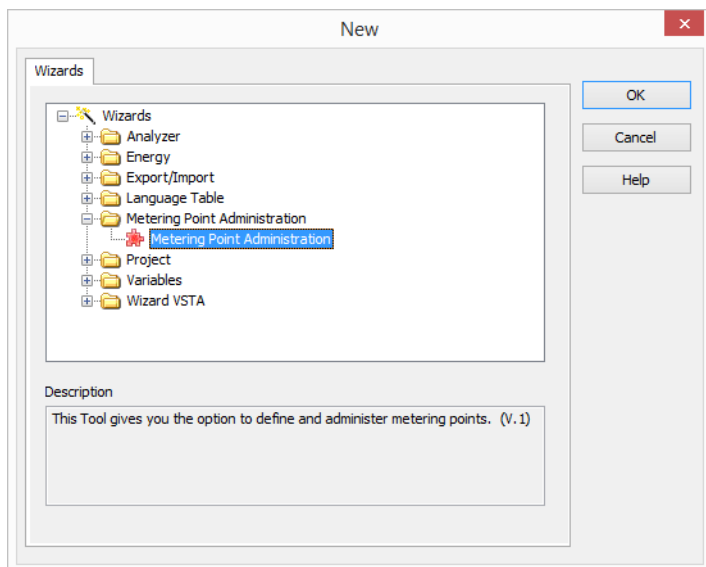 New
Wizards
OK
Cancel
Help
Wizards
Analyzer
Energy
Export/Import
Language Table
Metering Point Administration
Metering Point Administration
Project
Variables
Wizard VSTA
Description
This Tool gives you the option to define and administer metering points. (V.1)